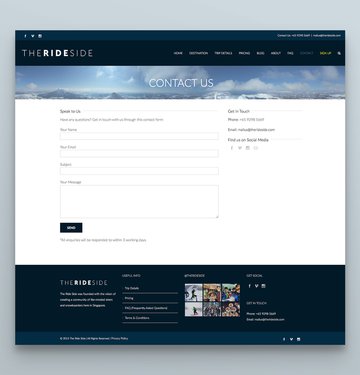 Contact Us: +65 9298 5669 | mailus@therideside.com
THERIDESIDE
HOME DESTINATION TRIP DETAILS PRICING BLOG ABOUT FAQ CONTACT SIGN UP
CONTACT US
Speak to Us
Have any questions? Get in touch with us through this contact form
Your Name
Your Email
Subject
Your Message
SEND
*All enquiries will be responded to within 3 working days.
Get in Touch
Phone: +65 9298 5669
Email: mailus@therideside.com
Find us on Social Media
THERIDESIDE
The Ride Side was founded with the vision of
creating a community of like-minded skiers
and snowboarders here in Singapore.
USEFUL INFO
Trip Details
Pricing
FAQ (Frequently Asked Questions)
Terms & Conditions
@THERIDESIDE
GET SOCIAL
GET IN TOUCH
Phone: +65 9298 5669
Email: mailus@therideside.com
© 2015 The Ride Side | All Rights Reserved. | Privacy Policy